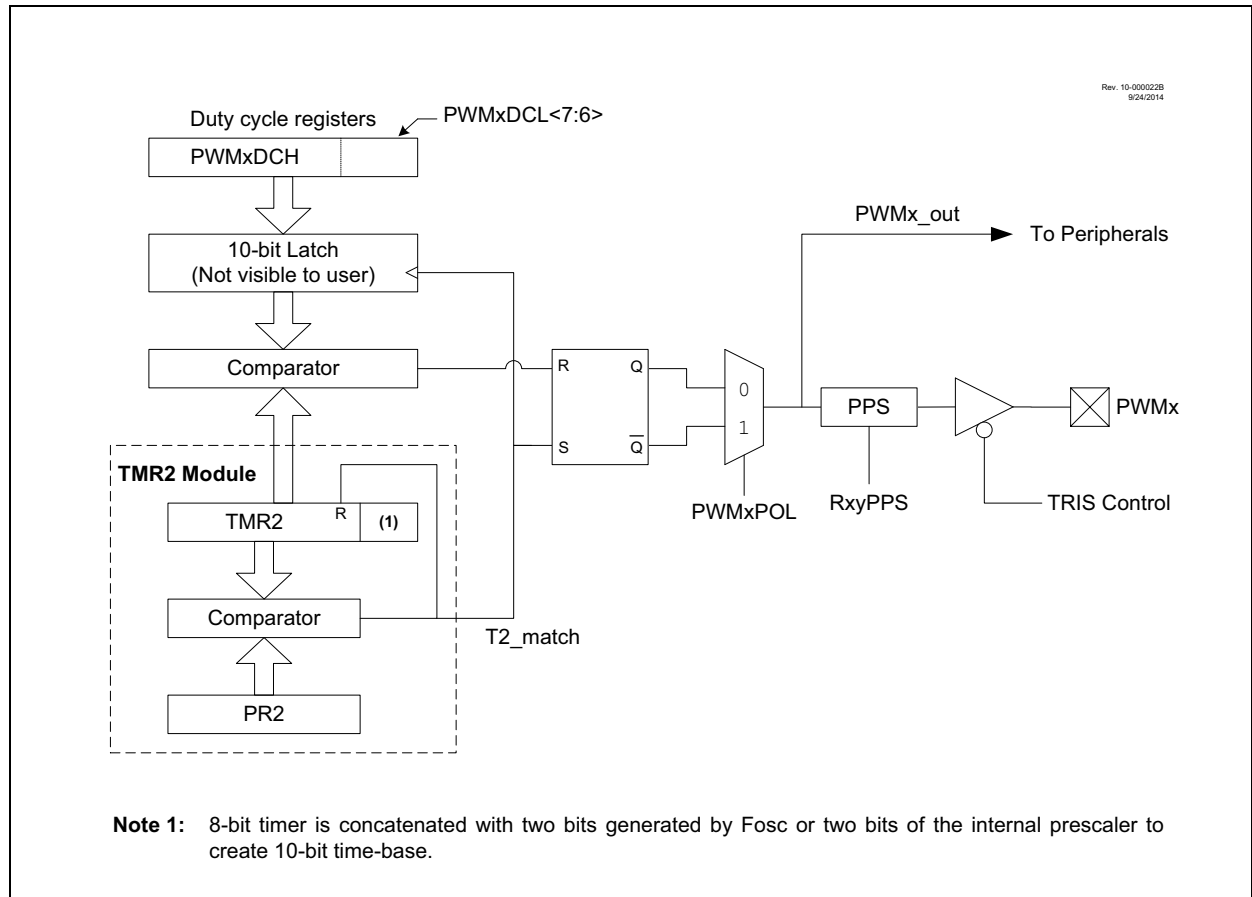 Rev. 10-000022B
9/24/2014
Duty cycle registers
PWMxDCL<7:6>
PWMxDCH
10-bit Latch
(Not visible to user)
Comparator
PWMx_out
To Peripherals
R
Q
S
Q̅
0
1
PPS
PWMx
PWMxPOL
RxyPPS
TRIS Control
TMR2 Module
TMR2
R
(1)
Comparator
T2_match
PR2
Note 1: 8-bit timer is concatenated with two bits generated by Fosc or two bits of the internal prescaler to
create 10-bit time-base.